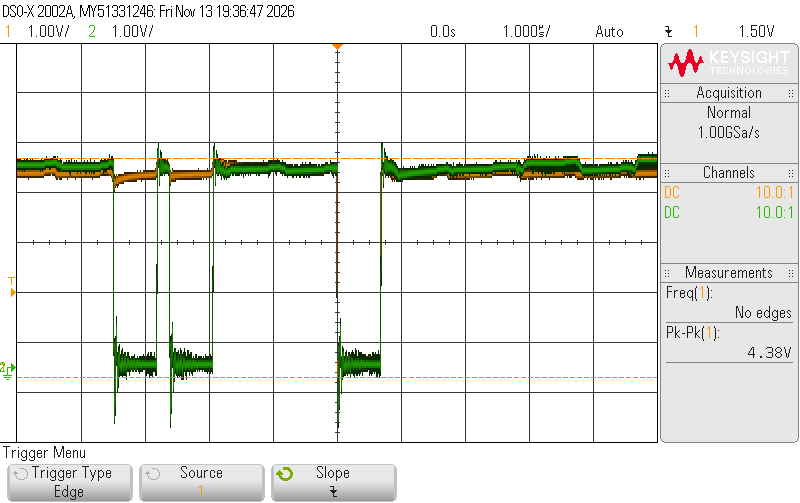 DSO-X 2002A, MY51331246: Fri Nov 13 19:36:47 2026
1 1.00V/ 2 1.00V/ 0.0s 1.000s/ Auto 1 1.50V
KEYSIGHT
TECHNOLOGIES
Acquisition
Normal
1.00GSa/s
Channels
DC 10.0:1
DC 10.0:1
Measurements
Freq(1):
No edges
Pk-Pk(1):
4.38V
T
2
Trigger Menu
Trigger Type
Edge
Source
1
Slope